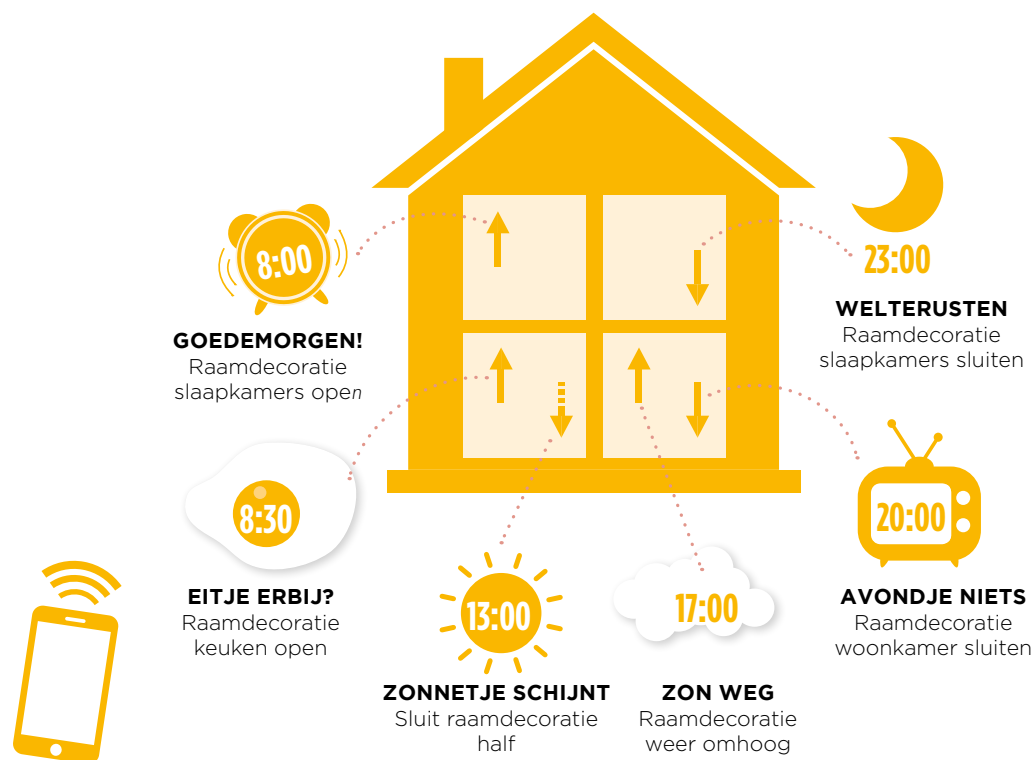 8:00
GOEDEMORGEN!
Raamdecoratie
slaapkamers open
8:30
EITJE ERBIJ?
Raamdecoratie
keuken open
13:00
ZONNETJE SCHIJNT
Sluit raamdecoratie
half
17:00
ZON WEG
Raamdecoratie
weer omhoog
20:00
AVONDJE NIETS
Raamdecoratie
woonkamer sluiten
23:00
WELTERUSTEN
Raamdecoratie
slaapkamers sluiten